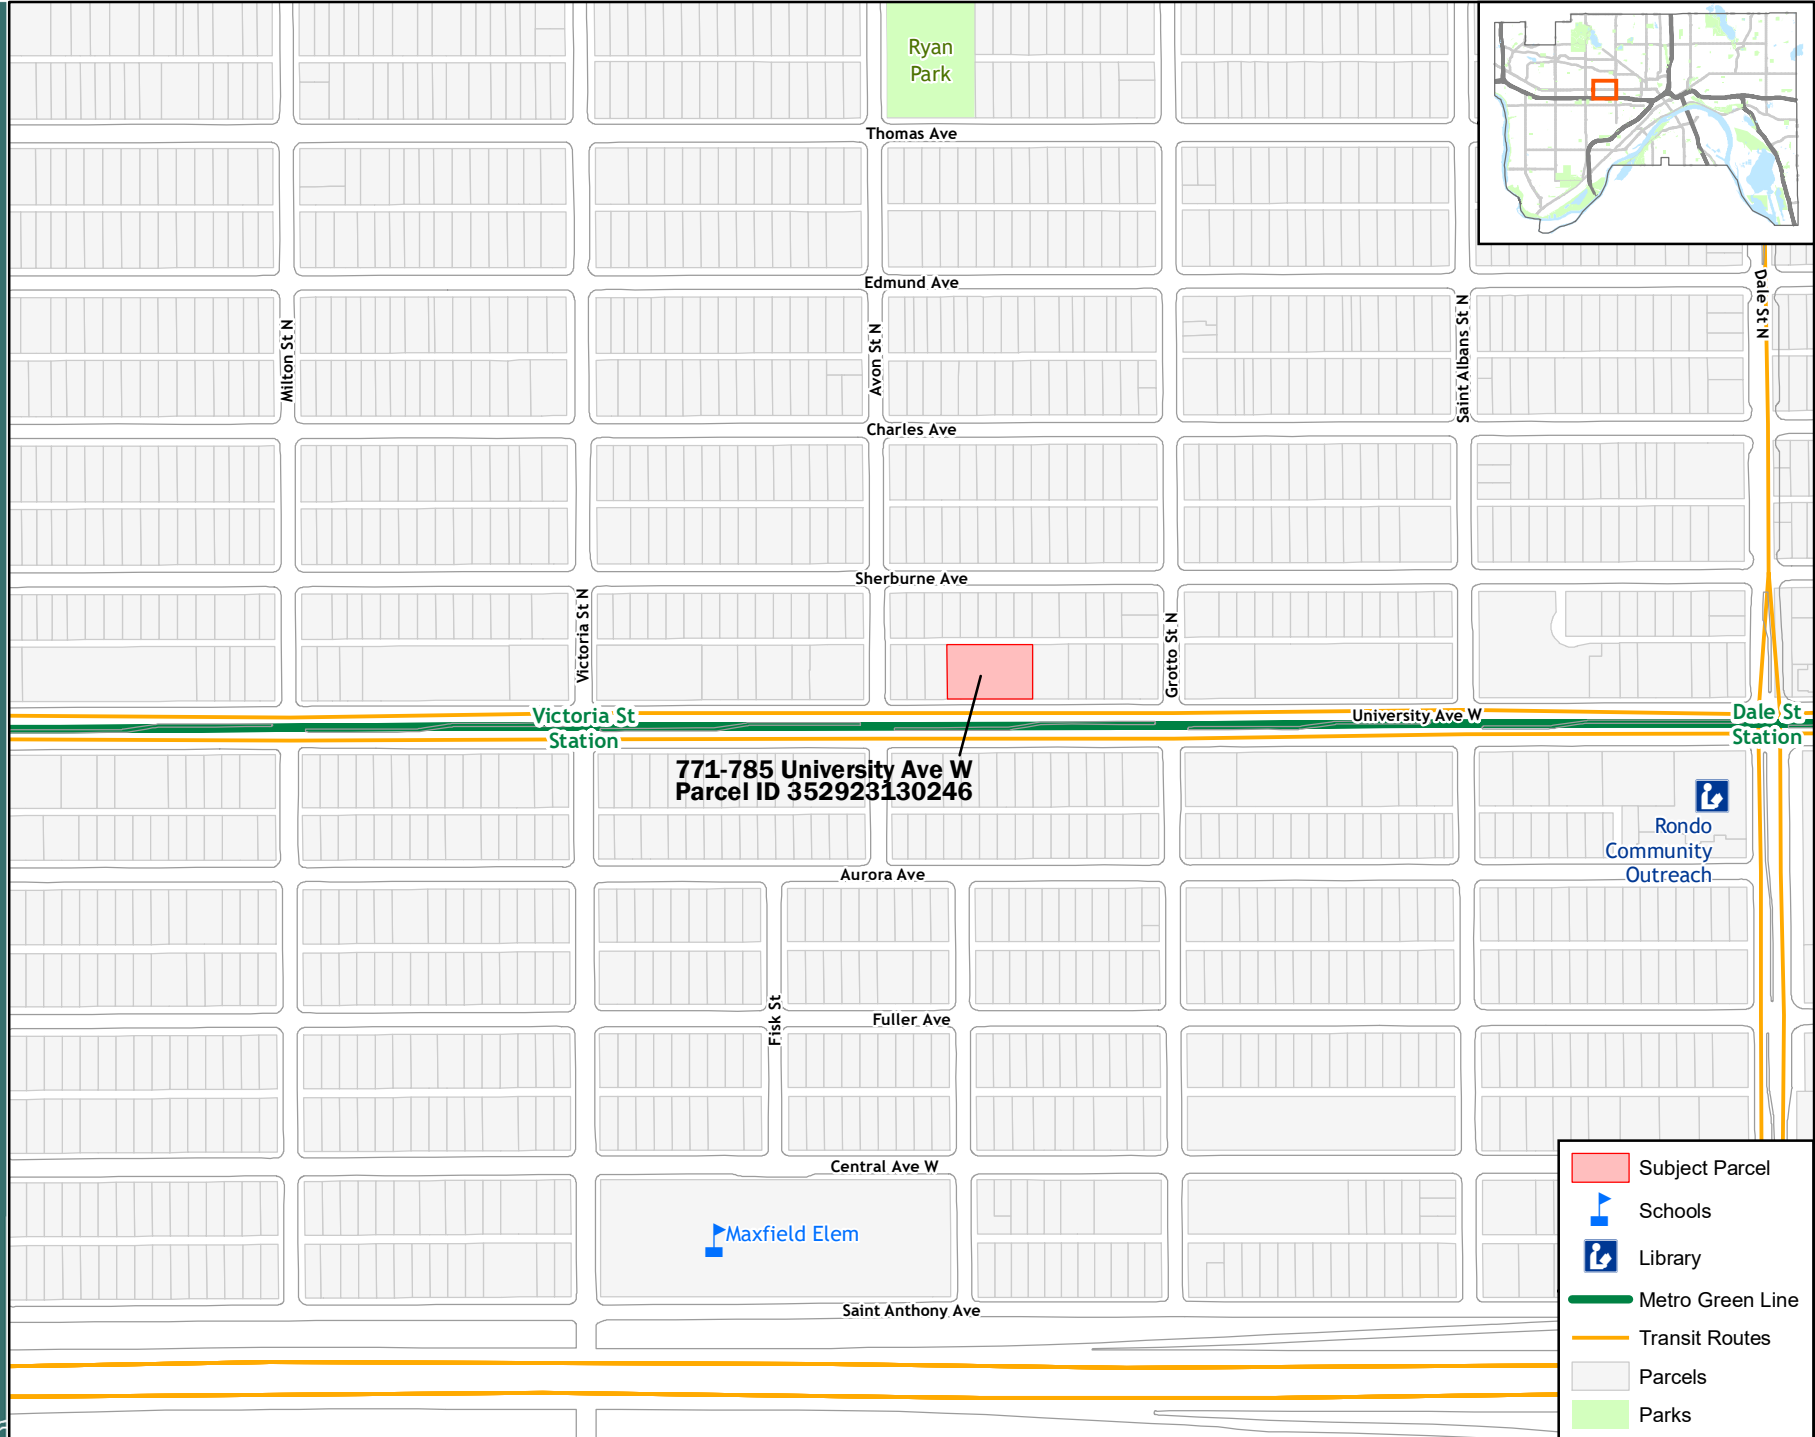 Ryan
Park
Thomas Ave
Edmund Ave
Dale St N
Milton St N
Avon St N
Saint Albans St N
Charles Ave
Sherburne Ave
Victoria St N
Grotto St N
Victoria St
Station
University Ave W
Dale St
Station
771-785 University Ave W
Parcel ID 352923130246
Rondo
Community
Outreach
Aurora Ave
Fisk St
Fuller Ave
Central Ave W
Maxfield Elem
Saint Anthony Ave
Subject Parcel
Schools
Library
Metro Green Line
Transit Routes
Parcels
Parks